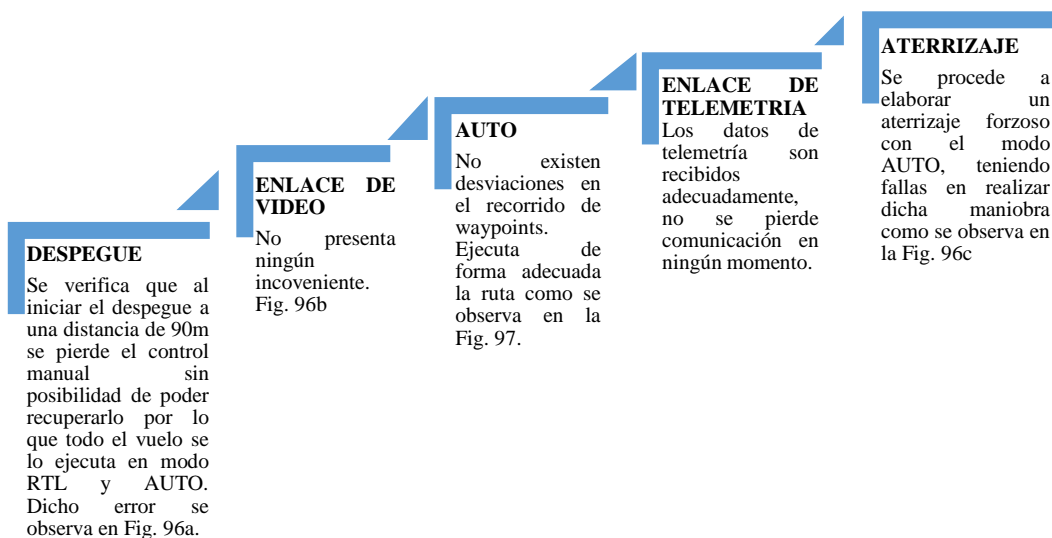 DESPEGUE
Se verifica que al
iniciar el despegue a
una distancia de 90m
se pierde el control
manual sin
posibilidad de poder
recuperarlo por lo
que todo el vuelo se
lo ejecuta en modo
RTL y AUTO.
Dicho error se
observa en Fig. 96a.
ENLACE DE
VIDEO
No presenta
ningún
incoveniente.
Fig. 96b
AUTO
No existen
desviaciones en
el recorrido de
waypoints.
Ejecuta de
forma adecuada
la ruta como se
observa en la
Fig. 97.
ENLACE DE
TELEMETRIA
Los datos de
telemetría son
recibidos
adecuadamente,
no se pierde
comunicación en
ningún momento.
ATERRIZAJE
Se procede a
elaborar un
aterrizaje forzoso
con el modo
AUTO, teniendo
fallas en realizar
dicha maniobra
como se observa en
la Fig. 96c